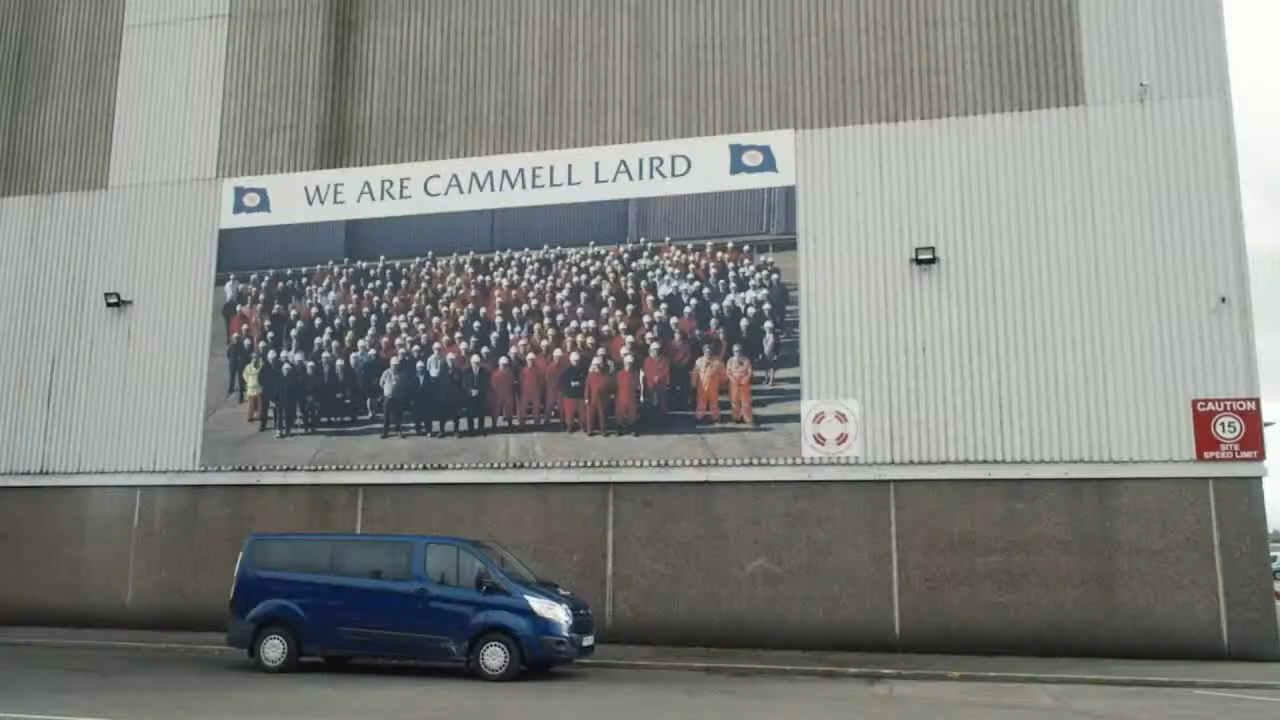 WE ARE CAMMELL LAIRD
CAUTION
15
SITE
SPEED LIMIT